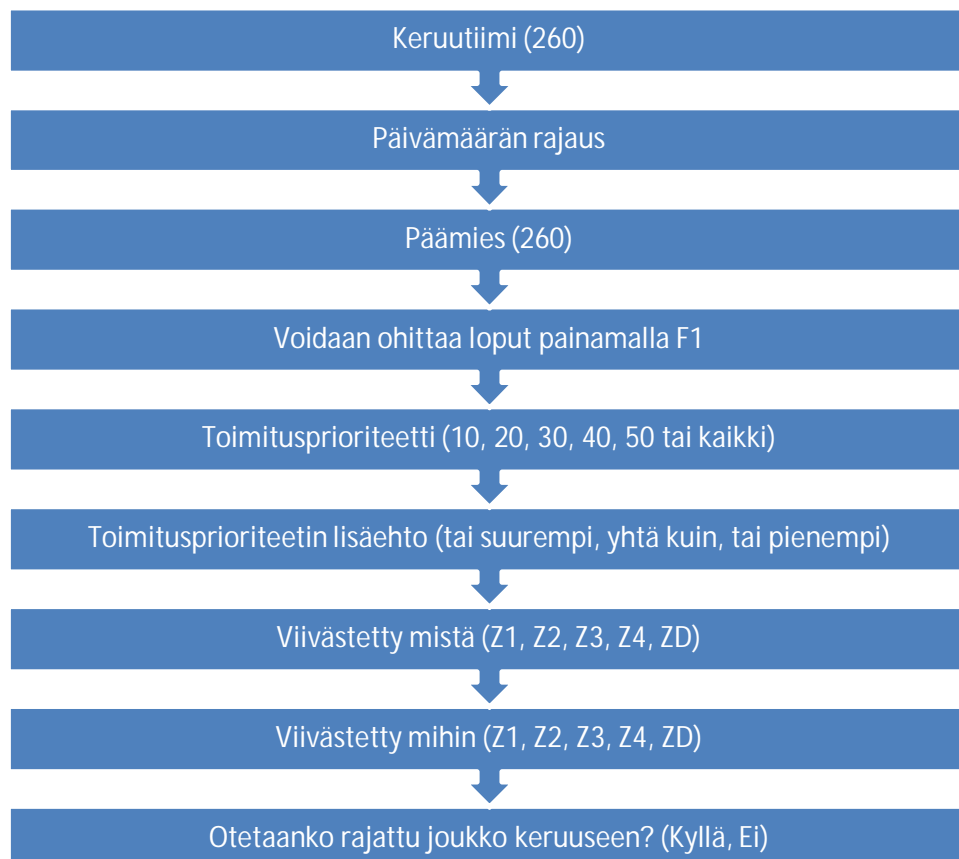 Keruutiimi (260)
Päivämäärän rajaus
Päämies (260)
Voidaan ohittaa loput painamalla F1
Toimitusprioriteetti (10, 20, 30, 40, 50 tai kaikki)
Toimitusprioriteetin lisäehto (tai suurempi, yhtä kuin, tai pienempi)
Viivästetty mistä (Z1, Z2, Z3, Z4, ZD)
Viivästetty mihin (Z1, Z2, Z3, Z4, ZD)
Otetaanko rajattu joukko keruuseen? (Kyllä, Ei)